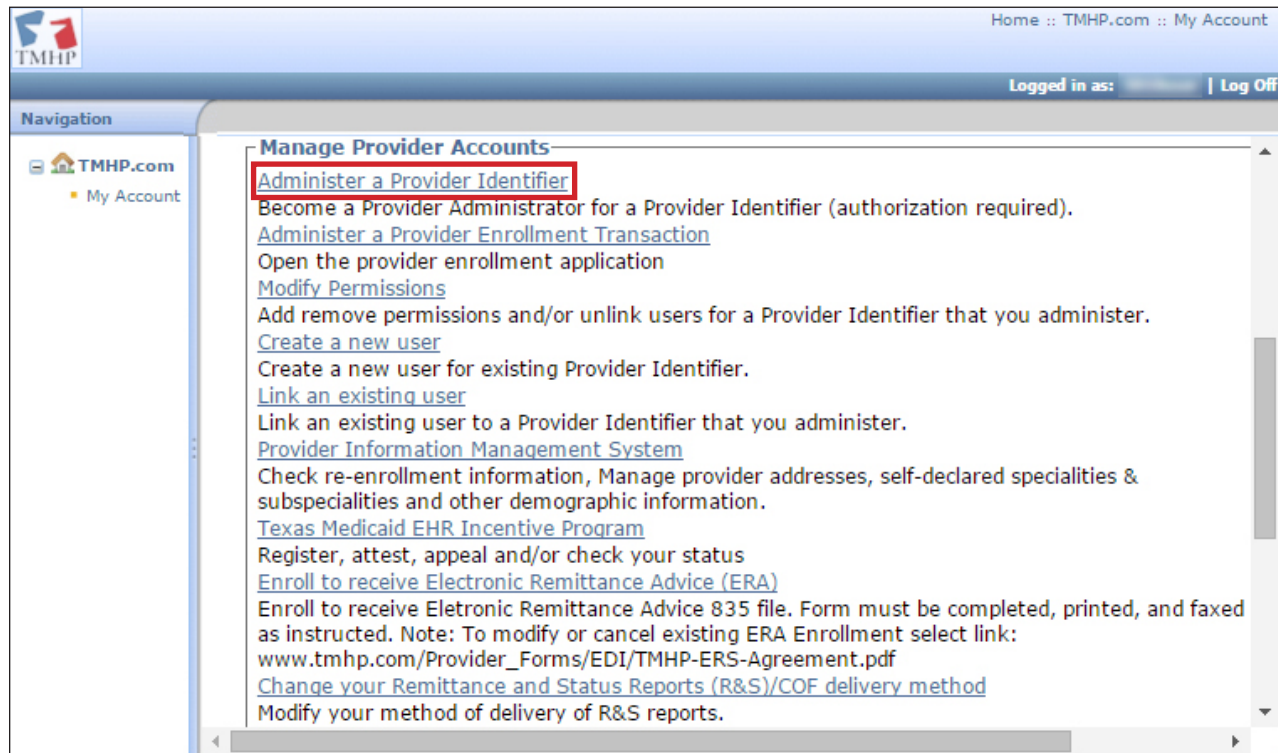 TMHP
Home :: TMHP.com :: My Account
Logged in as: | Log Off
Navigation
TMHP.com
My Account
Manage Provider Accounts
Administer a Provider Identifier
Become a Provider Administrator for a Provider Identifier (authorization required).
Administer a Provider Enrollment Transaction
Open the provider enrollment application
Modify Permissions
Add remove permissions and/or unlink users for a Provider Identifier that you administer.
Create a new user
Create a new user for existing Provider Identifier.
Link an existing user
Link an existing user to a Provider Identifier that you administer.
Provider Information Management System
Check re-enrollment information, Manage provider addresses, self-declared specialities &
subspecialities and other demographic information.
Texas Medicaid EHR Incentive Program
Register, attest, appeal and/or check your status
Enroll to receive Electronic Remittance Advice (ERA)
Enroll to receive Eletronic Remittance Advice 835 file. Form must be completed, printed, and faxed
as instructed. Note: To modify or cancel existing ERA Enrollment select link:
www.tmhp.com/Provider_Forms/EDI/TMHP-ERS-Agreement.pdf
Change your Remittance and Status Reports (R&S)/COF delivery method
Modify your method of delivery of R&S reports.